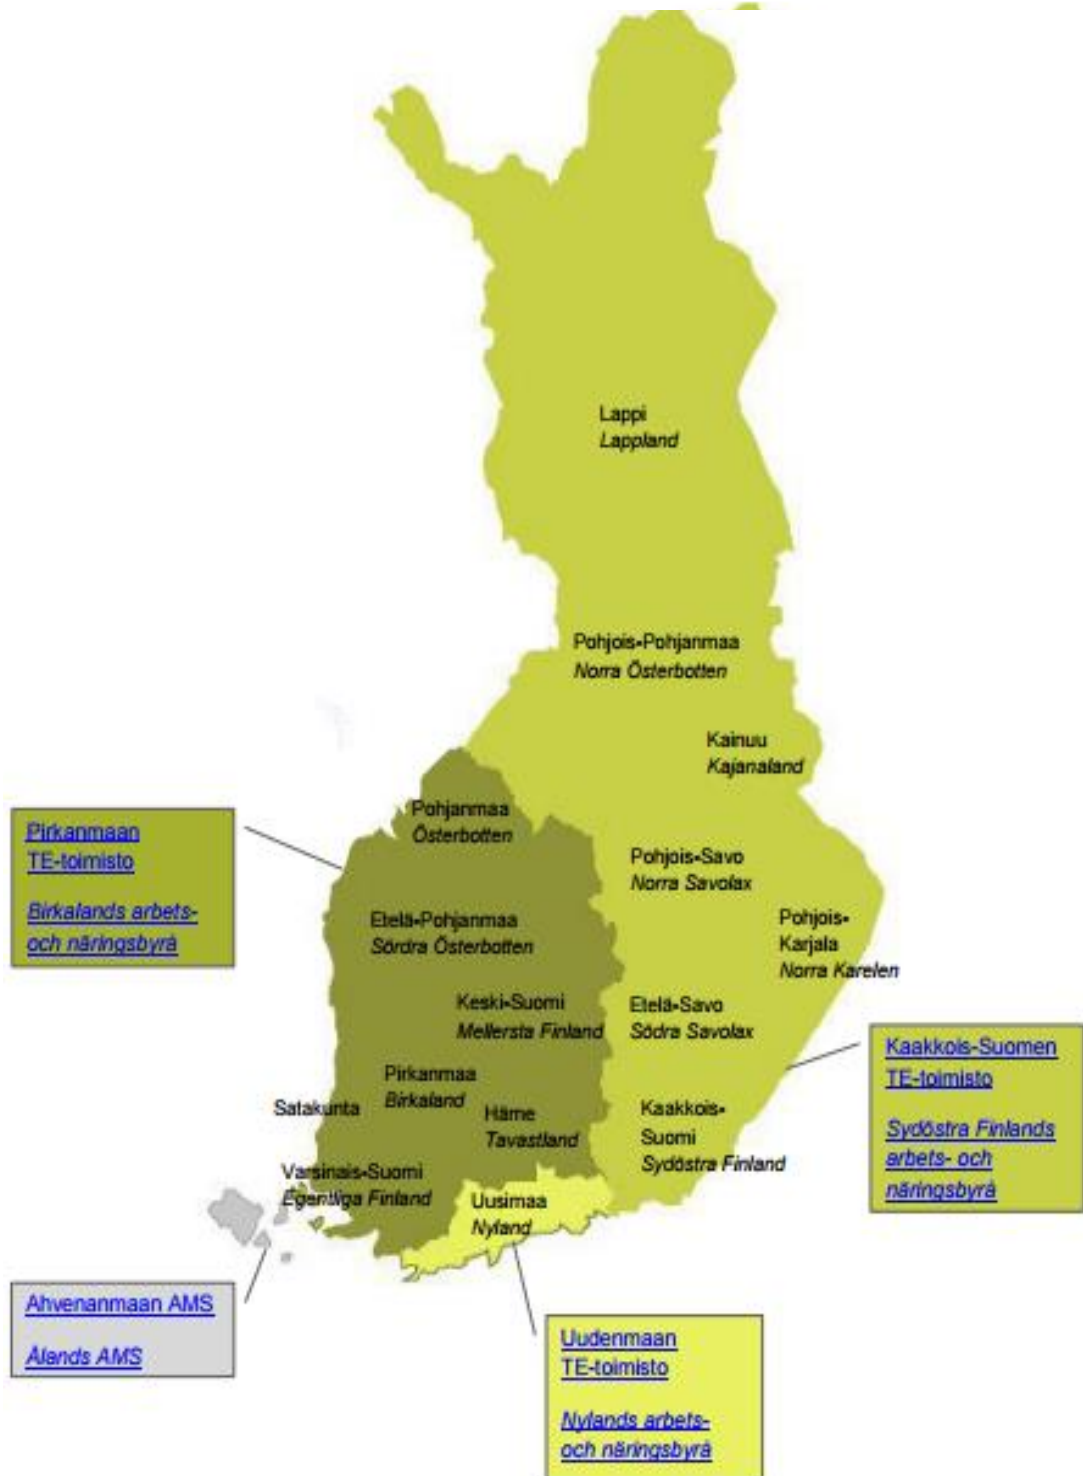 Lappi
Lappland
Pohjois-Pohjanmaa
Norra Österbotten
Kainuu
Kajanaland
Pohjanmaa
Österbotten
Pirkanmaan
TE-toimisto
Birkalands arbets-
och näringsbyrå
Pohjois-Savo
Norra Savolax
Etelä-Pohjanmaa
Sördra Österbotten
Pohjois-
Karjala
Norra Karelen
Keski-Suomi
Mellersta Finland
Etelä-Savo
Södra Savolax
Kaakkois-Suomen
TE-toimisto
Sydöstra Finlands
arbets- och
näringsbyrå
Pirkanmaa
Birkaland
Satakunta
Häme
Tavastland
Kaakkois-
Suomi
Sydöstra Finland
Varsinais-Suomi
Egentliga Finland
Uusimaa
Nyland
Ahvenanmaan AMS
Ålands AMS
Uudenmaan
TE-toimisto
Nylands arbets-
och näringsbyrå